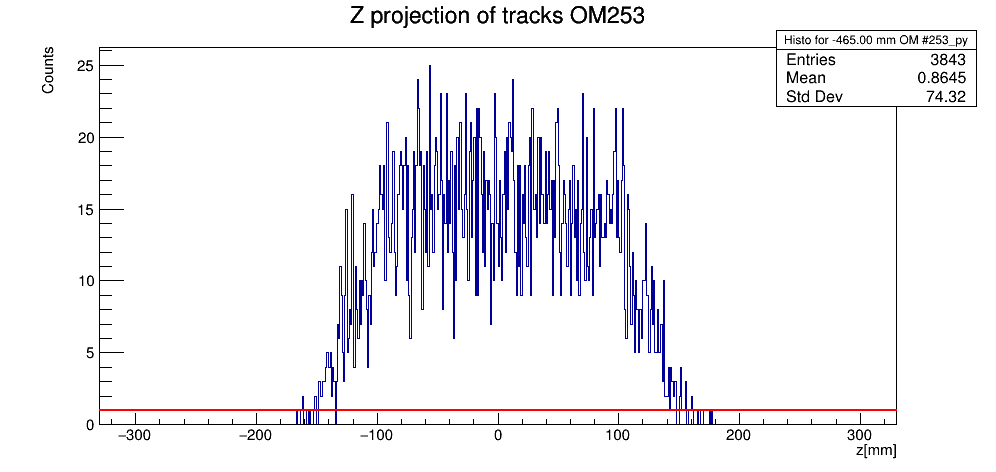 Z projection of tracks OM253
Histo for -465.00 mm OM #253_py
Entries 3843
Mean 0.8645
Std Dev 74.32
Counts
25
20
15
10
5
0
−300 −200 −100 0 100 200 300
z[mm]